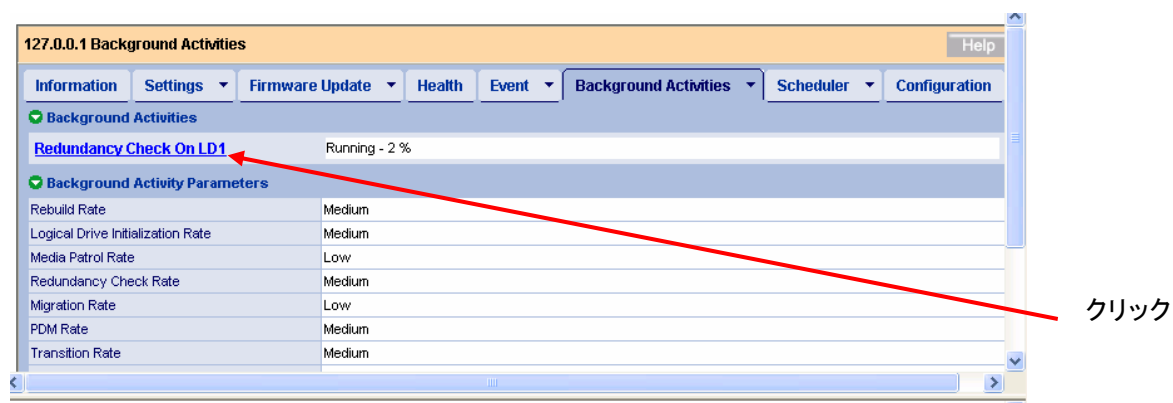 127.0.0.1 Background Activities
Help
Information Settings Firmware Update Health Event Background Activities Scheduler Configuration
Background Activities
Redundancy Check On LD1 Running - 2 %
Background Activity Parameters
Rebuild Rate Medium
Logical Drive Initialization Rate Medium
Media Patrol Rate Low
Redundancy Check Rate Medium
Migration Rate Low
PDM Rate Medium
Transition Rate Medium
クリック